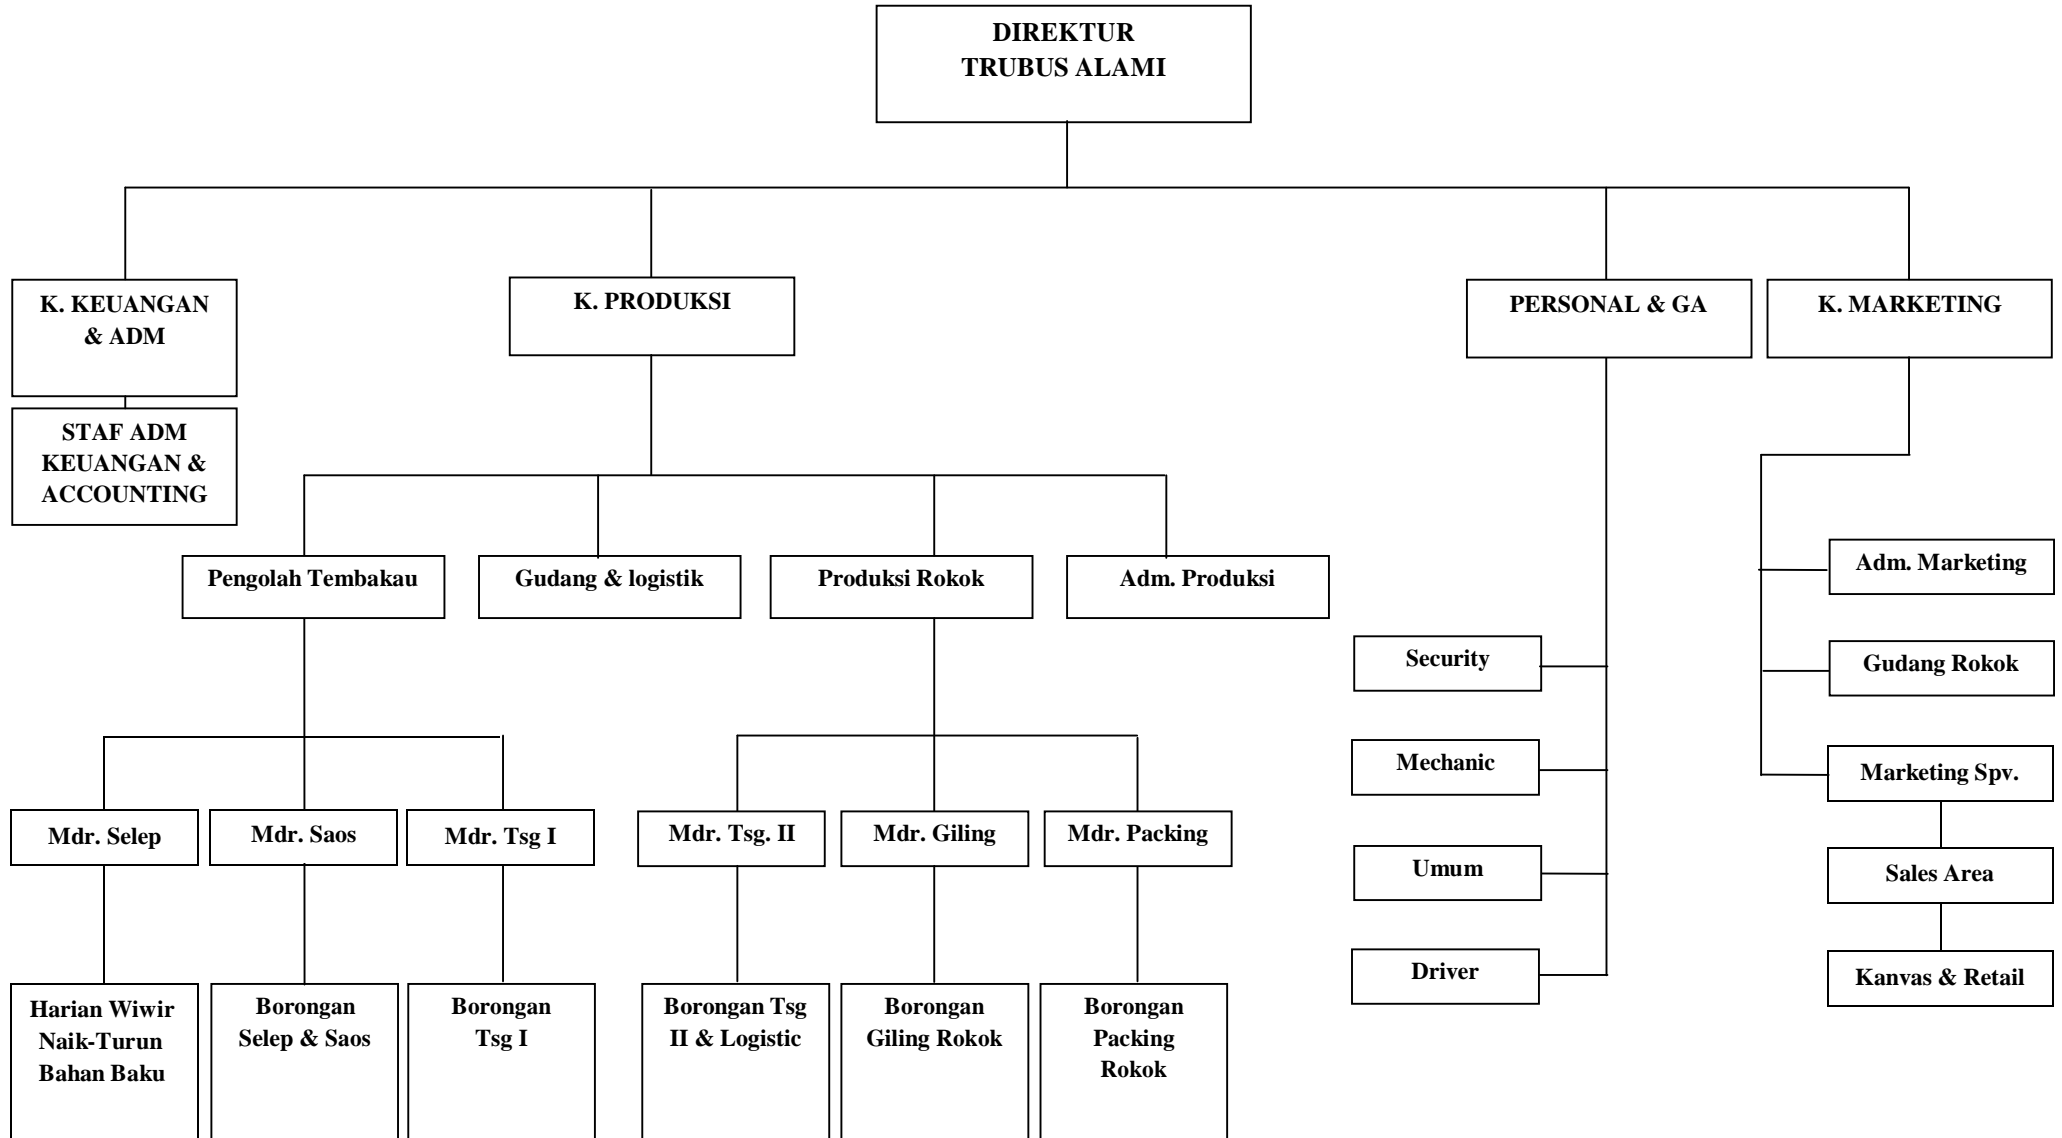 DIREKTUR
TRUBUS ALAMI
K. KEUANGAN
& ADM
K. PRODUKSI
PERSONAL & GA
K. MARKETING
STAF ADM
KEUANGAN &
ACCOUNTING
Pengolah Tembakau
Gudang & logistik
Produksi Rokok
Adm. Produksi
Adm. Marketing
Security
Gudang Rokok
Mechanic
Marketing Spv.
Mdr. Selep
Mdr. Saos
Mdr. Tsg I
Mdr. Tsg. II
Mdr. Giling
Mdr. Packing
Umum
Sales Area
Driver
Kanvas & Retail
Harian Wiwir
Naik-Turun
Bahan Baku
Borongan
Selep & Saos
Borongan
Tsg I
Borongan Tsg
II & Logistic
Borongan
Giling Rokok
Borongan
Packing
Rokok